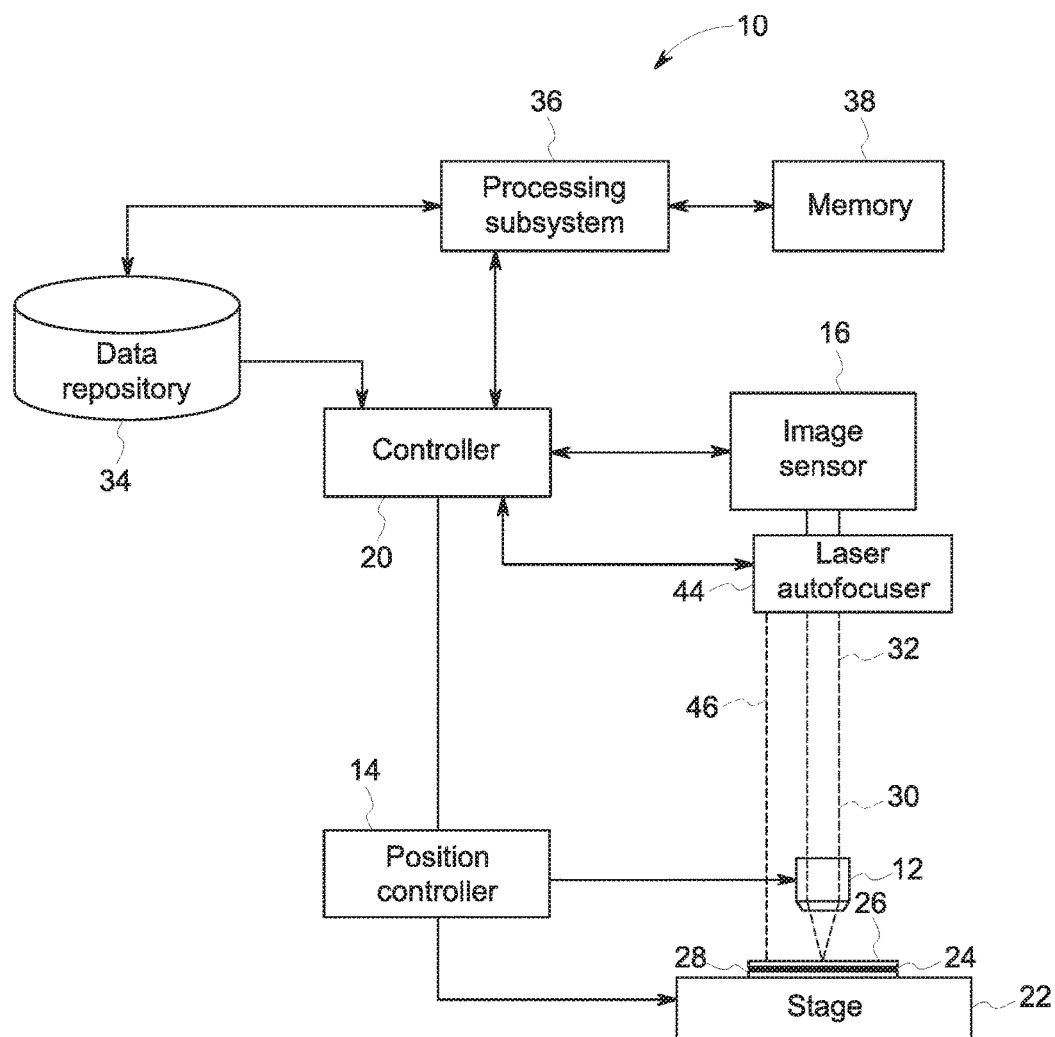 10
36
38
Processing
subsystem
Memory
16
Data
repository
Image
sensor
34
Controller
20
Laser
autofocuser
44
32
46
14
30
Position
controller
12
26
28
24
Stage
22